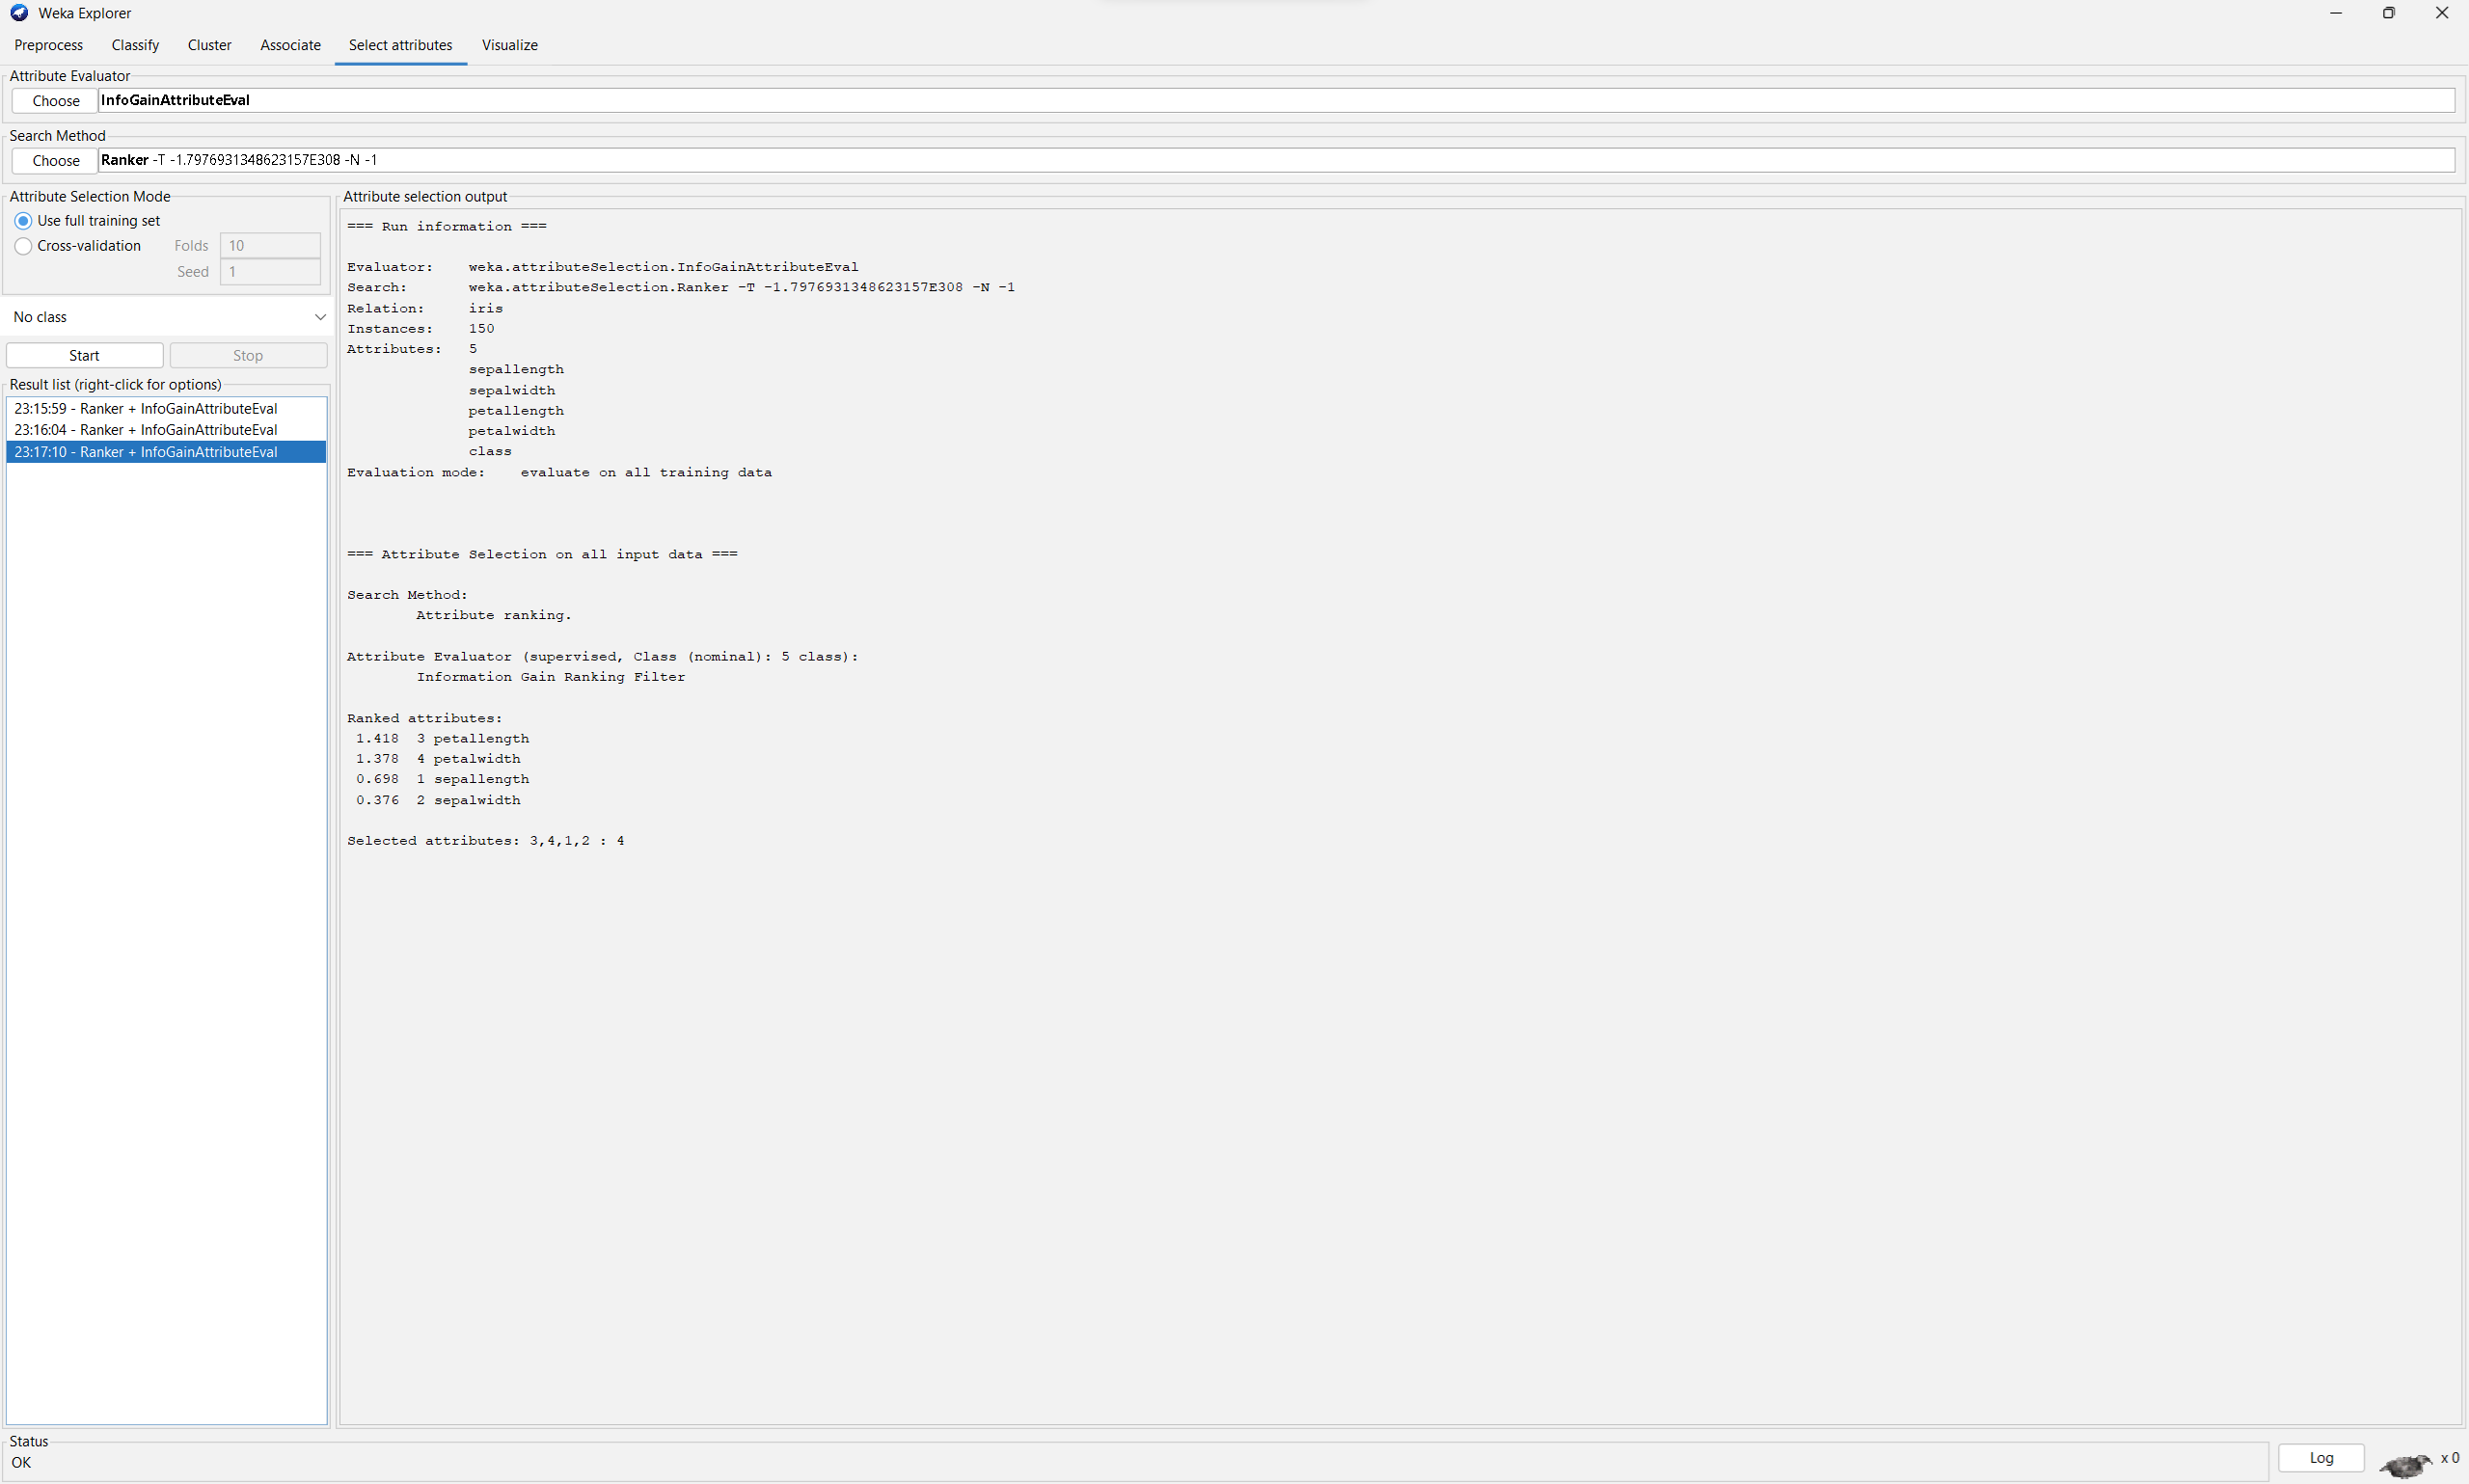 Weka Explorer
Preprocess Classify Cluster Associate Select attributes Visualize
Attribute Evaluator
Choose InfoGainAttributeEval
Search Method
Choose Ranker -T -1.7976931348623157E308 -N -1
Attribute Selection Mode
Use full training set
Cross-validation Folds 10
Seed 1
No class
Start Stop
Result list (right-click for options)
23:15:59 - Ranker + InfoGainAttributeEval
23:16:04 - Ranker + InfoGainAttributeEval
23:17:10 - Ranker + InfoGainAttributeEval
Attribute selection output
=== Run information ===
Evaluator: weka.attributeSelection.InfoGainAttributeEval
Search: weka.attributeSelection.Ranker -T -1.7976931348623157E308 -N -1
Relation: iris
Instances: 150
Attributes: 5
sepallength
sepalwidth
petallength
petalwidth
class
Evaluation mode: evaluate on all training data
=== Attribute Selection on all input data ===
Search Method:
Attribute ranking.
Attribute Evaluator (supervised, Class (nominal): 5 class):
Information Gain Ranking Filter
Ranked attributes:
1.418 3 petallength
1.378 4 petalwidth
0.698 1 sepallength
0.376 2 sepalwidth
Selected attributes: 3,4,1,2 : 4
Status
OK
Log x 0